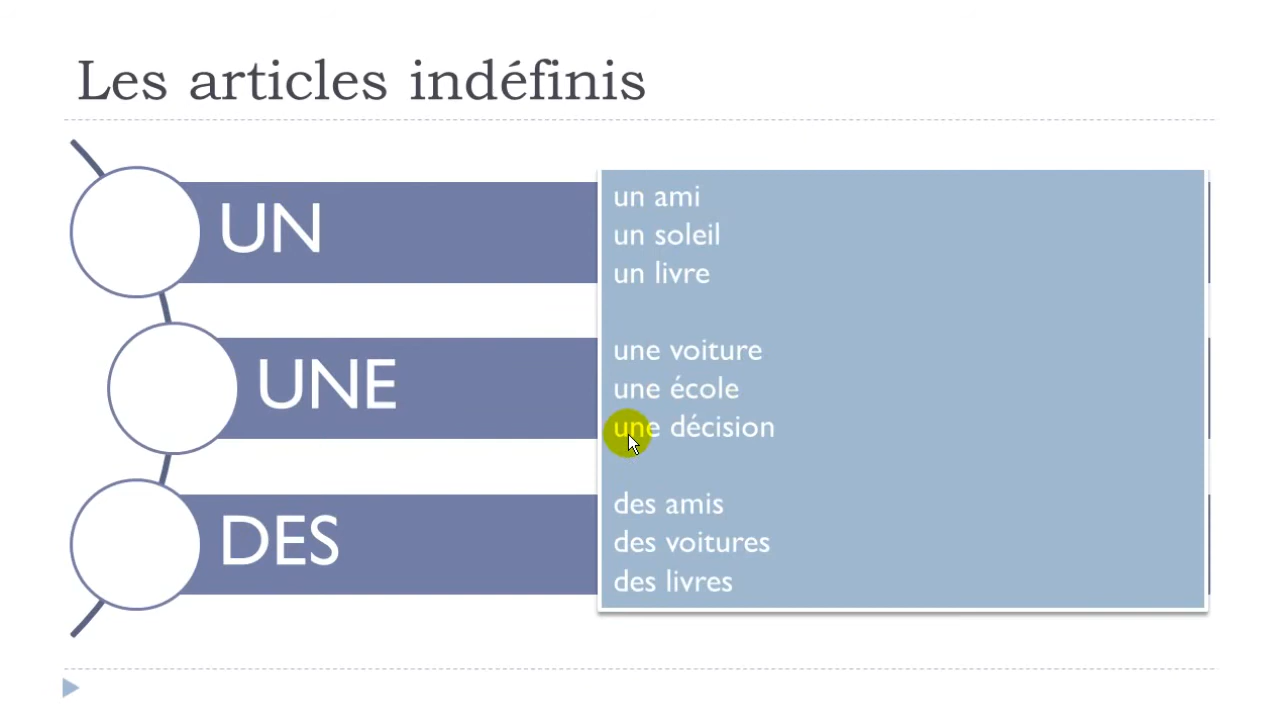 Les articles indéfinis
UN
UNE
DES
un ami
un soleil
un livre
une voiture
une école
une décision
des amis
des voitures
des livres